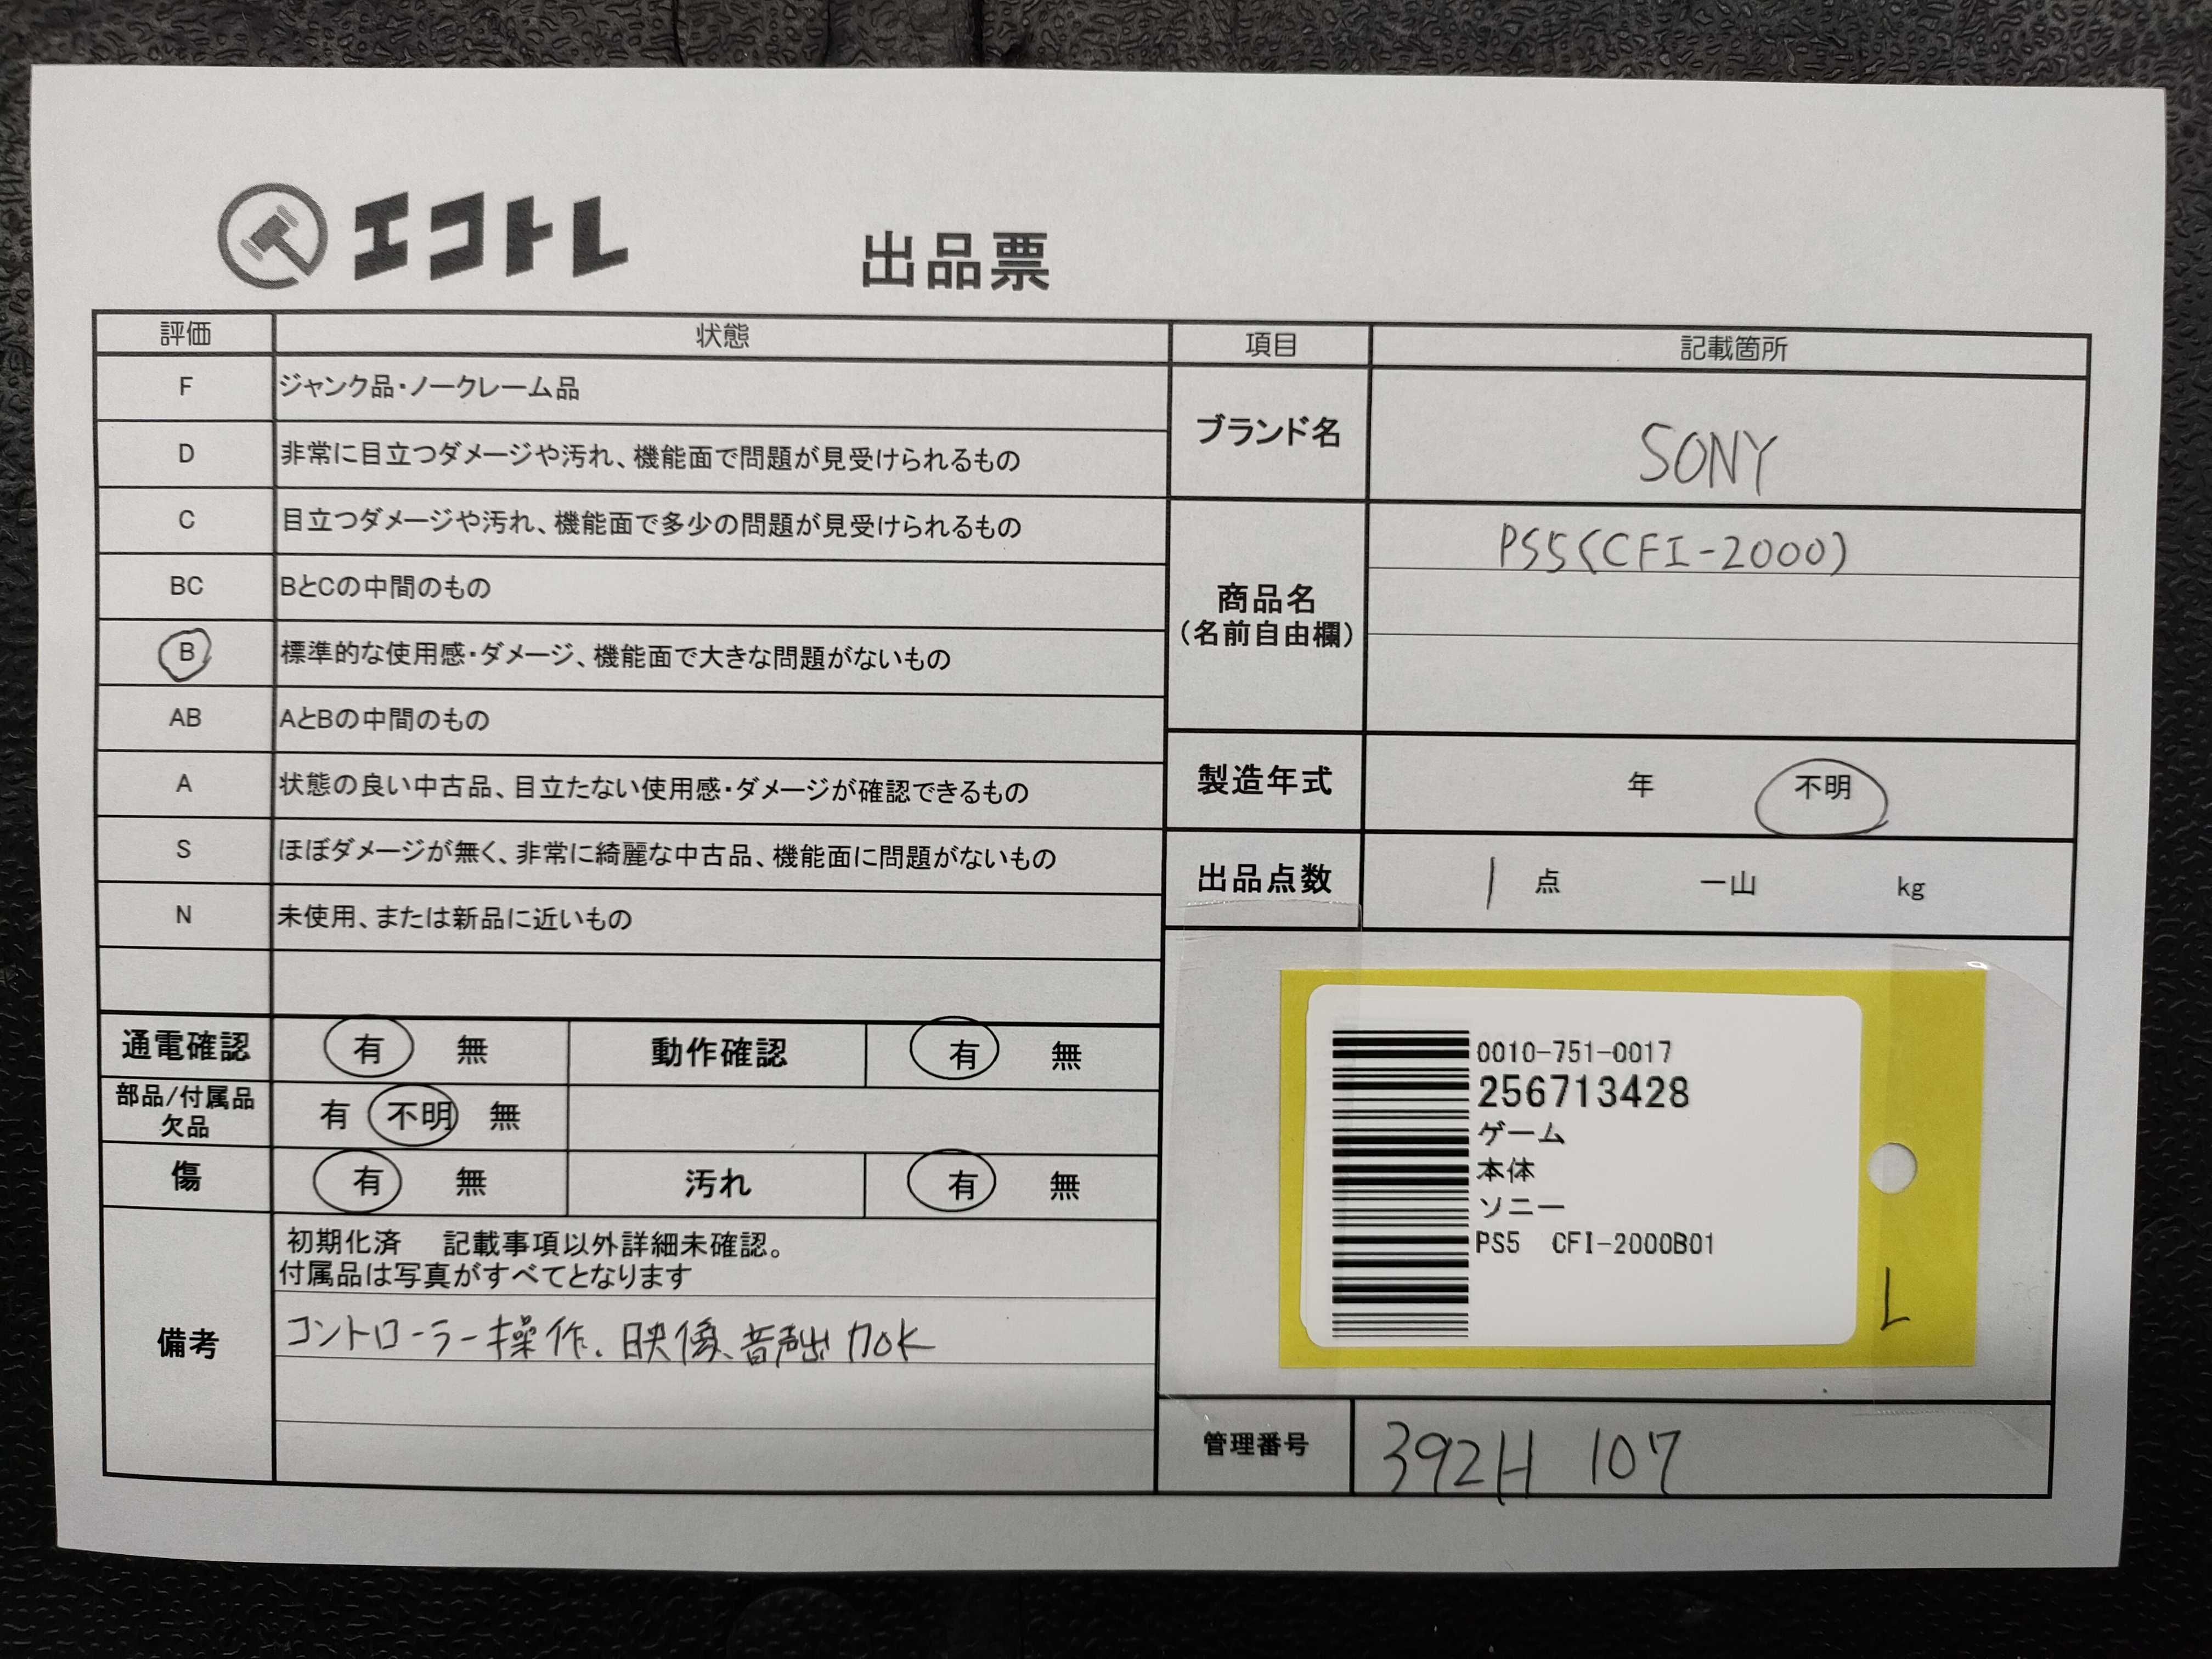 エコトレ
出品票
評価 状態
F ジャンク品・ノークレーム品
D 非常に目立つダメージや汚れ、機能面で問題が見受けられるもの
C 目立つダメージや汚れ、機能面で多少の問題が見受けられるもの
BC BとCの中間のもの
B 標準的な使用感・ダメージ、機能面で大きな問題がないもの
AB AとBの中間のもの
A 状態の良い中古品、目立たない使用感・ダメージが確認できるもの
S ほぼダメージが無く、非常に綺麗な中古品、機能面に問題がないもの
N 未使用、または新品に近いもの
通電確認 有 無 動作確認 有 無
部品/付属品
欠品
有 不明 無
傷 有 無 汚れ 有 無
備考
初期化済 記載事項以外詳細未確認。
付属品は写真がすべてとなります
コントローラー操作、映像、音声出力OK
項目 記載箇所
ブランド名 SONY
商品名
(名前自由欄)
PS5(CFI-2000)
製造年式 年 不明
出品点数 1 点 一山 kg
0010-751-0017
256713428
ゲーム
本体
ソニー
PS5 CFI-2000B01
L
管理番号 392H 107